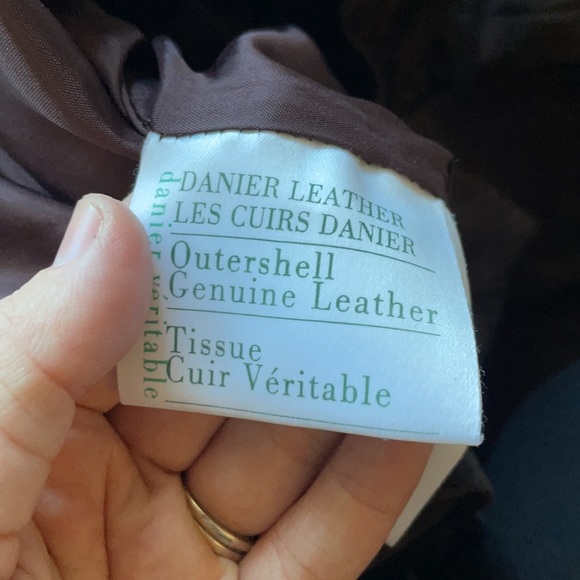 DANIER LEATHER
LES CUIRS DANIER
Outershell
Genuine Leather
Tissue
Cuir Véritable
danier véritable